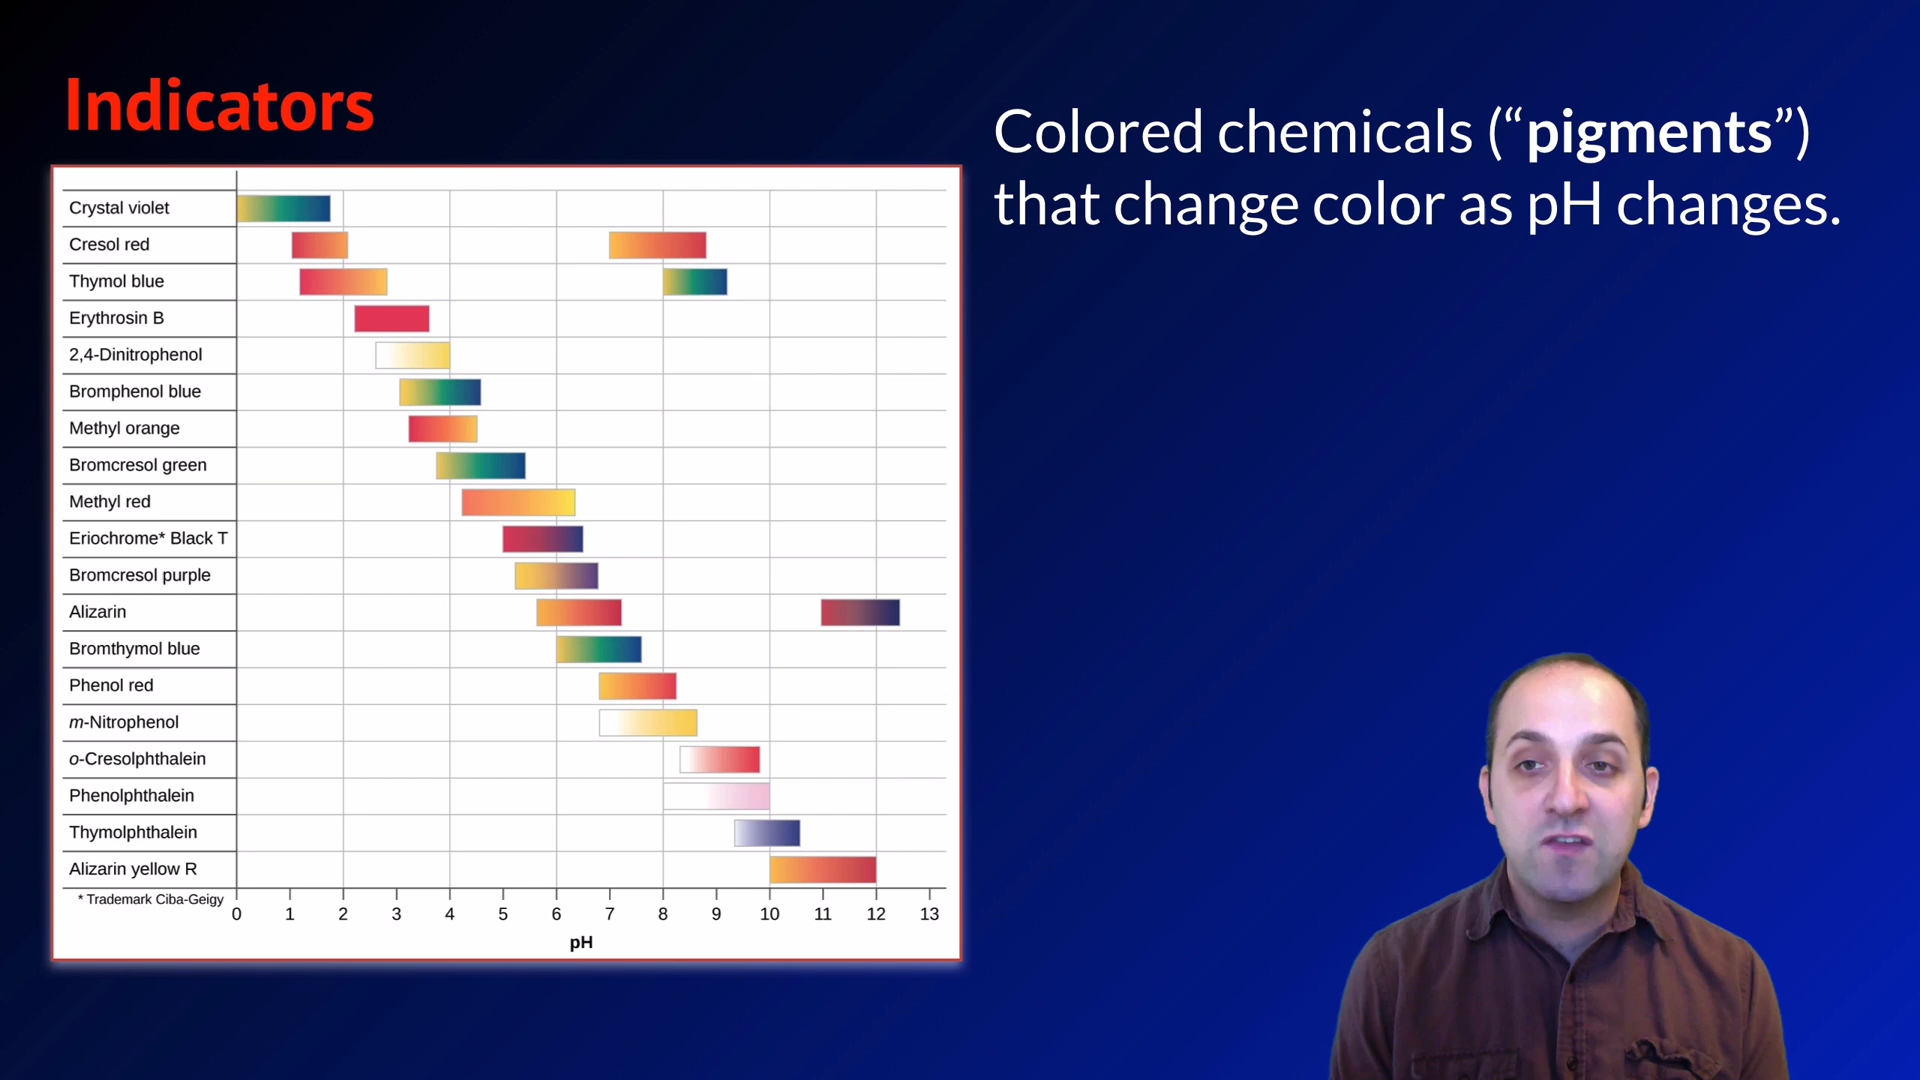 Indicators
Colored chemicals (“pigments”)
that change color as pH changes.
Crystal violet
Cresol red
Thymol blue
Erythrosin B
2,4-Dinitrophenol
Bromphenol blue
Methyl orange
Bromcresol green
Methyl red
Eriochrome* Black T
Bromcresol purple
Alizarin
Bromthymol blue
Phenol red
m-Nitrophenol
o-Cresolphthalein
Phenolphthalein
Thymolphthalein
Alizarin yellow R
* Trademark Ciba-Geigy
0 1 2 3 4 5 6 7 8 9 10 11 12 13
pH